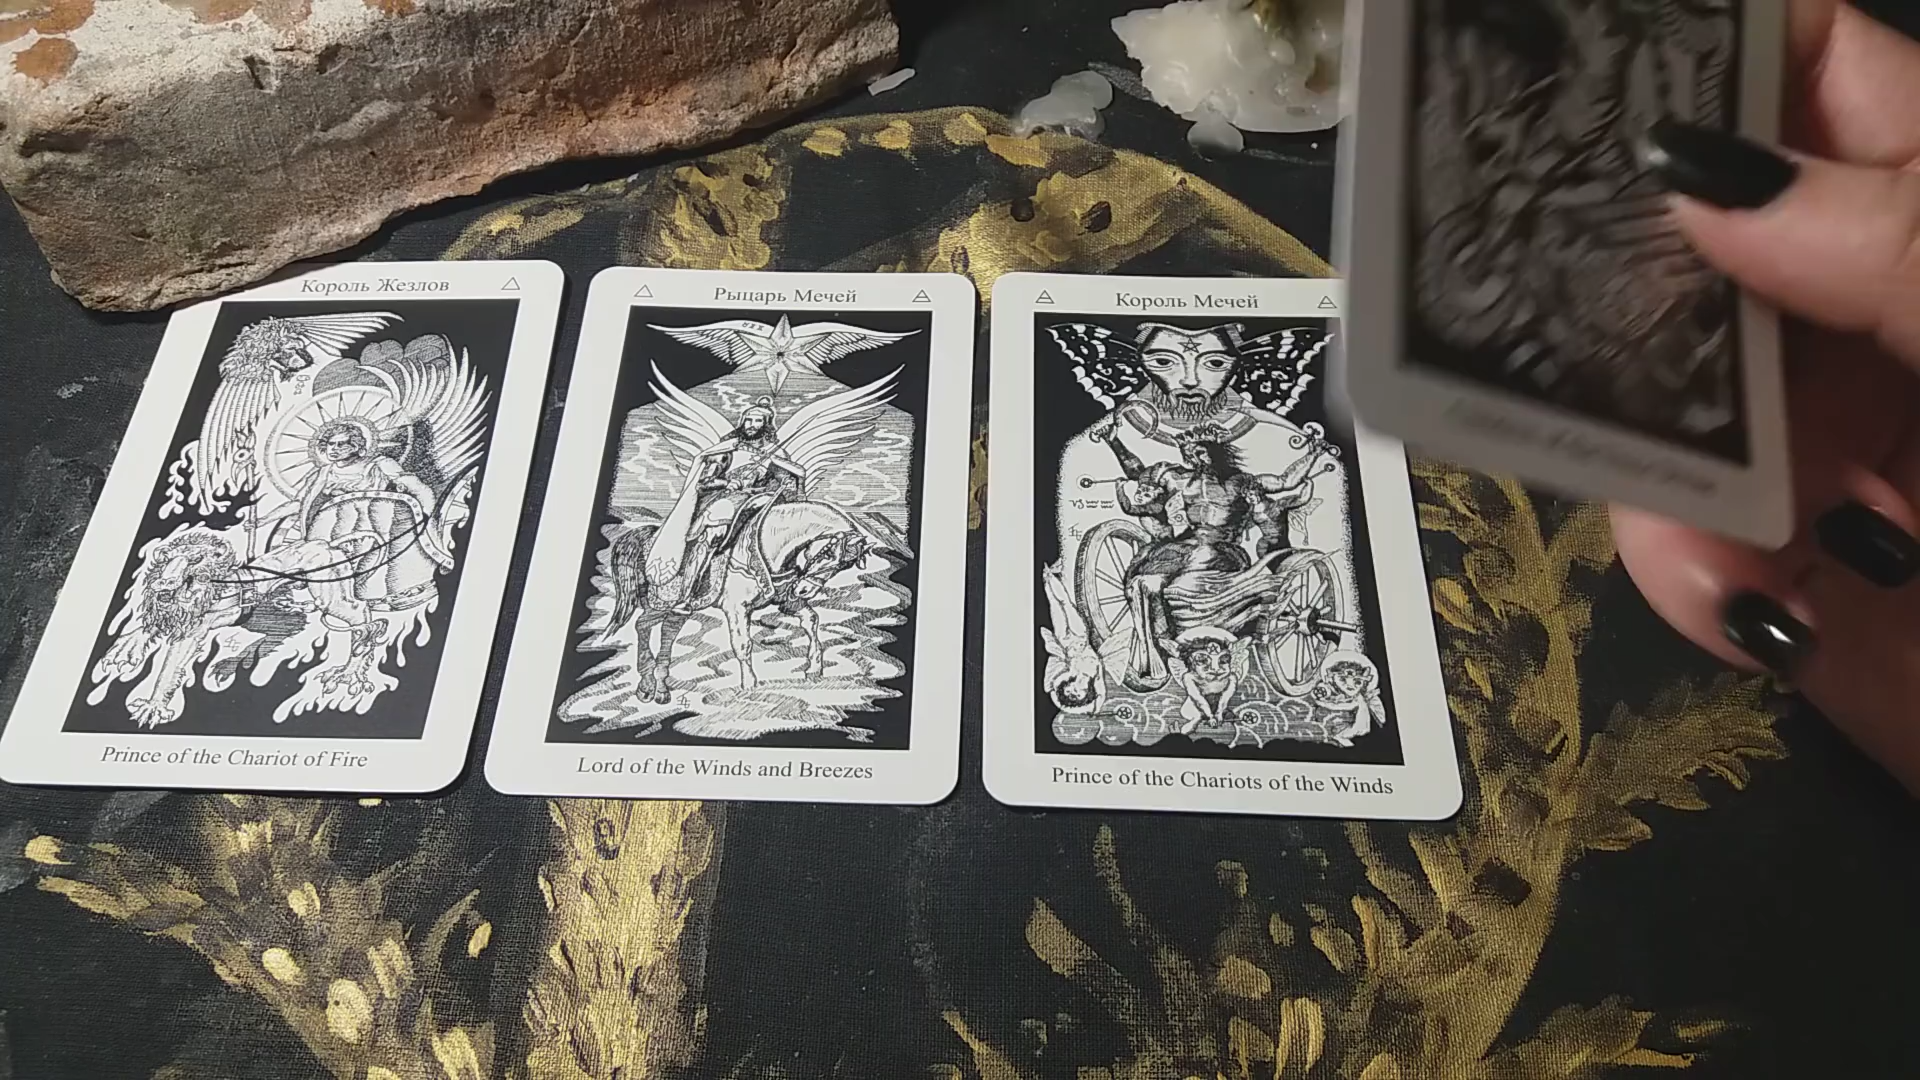 Король Жезлов
Prince of the Chariot of Fire
Рыцарь Мечей
Lord of the Winds and Breezes
Король Мечей
Prince of the Chariots of the Winds